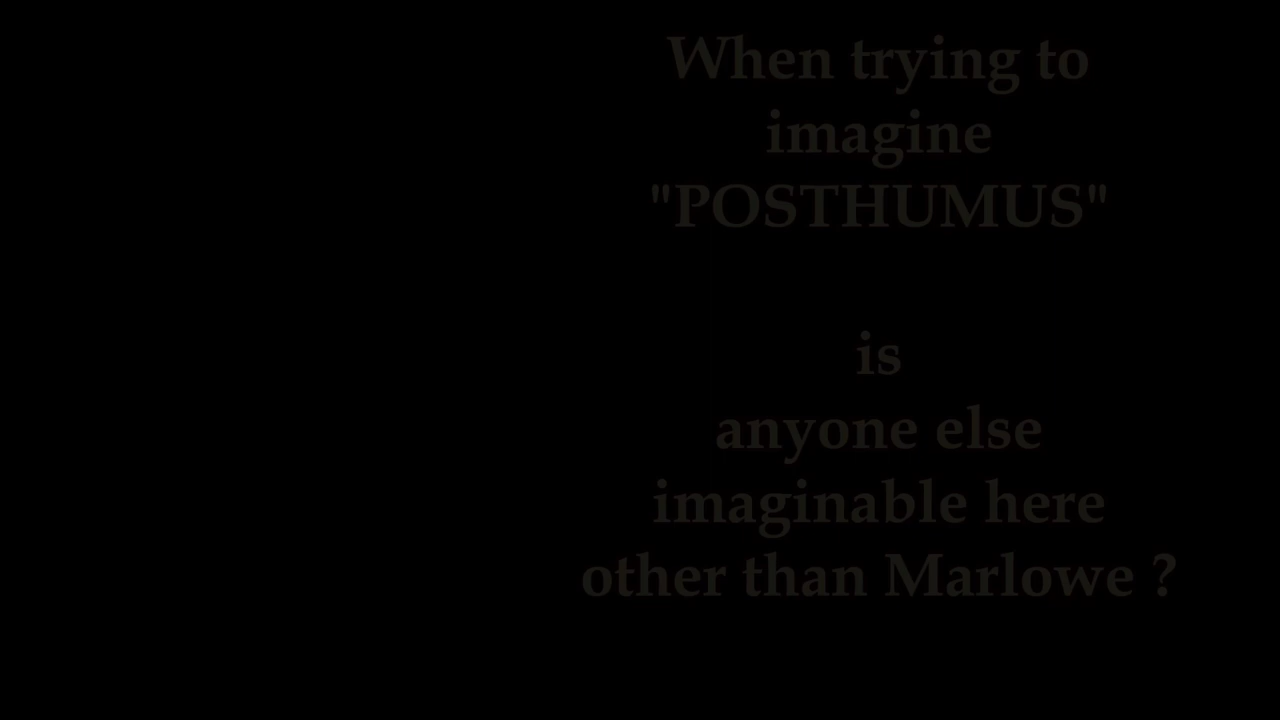 When trying to
imagine
"POSTHUMUS"
is
anyone else
imaginable here
other than Marlowe ?